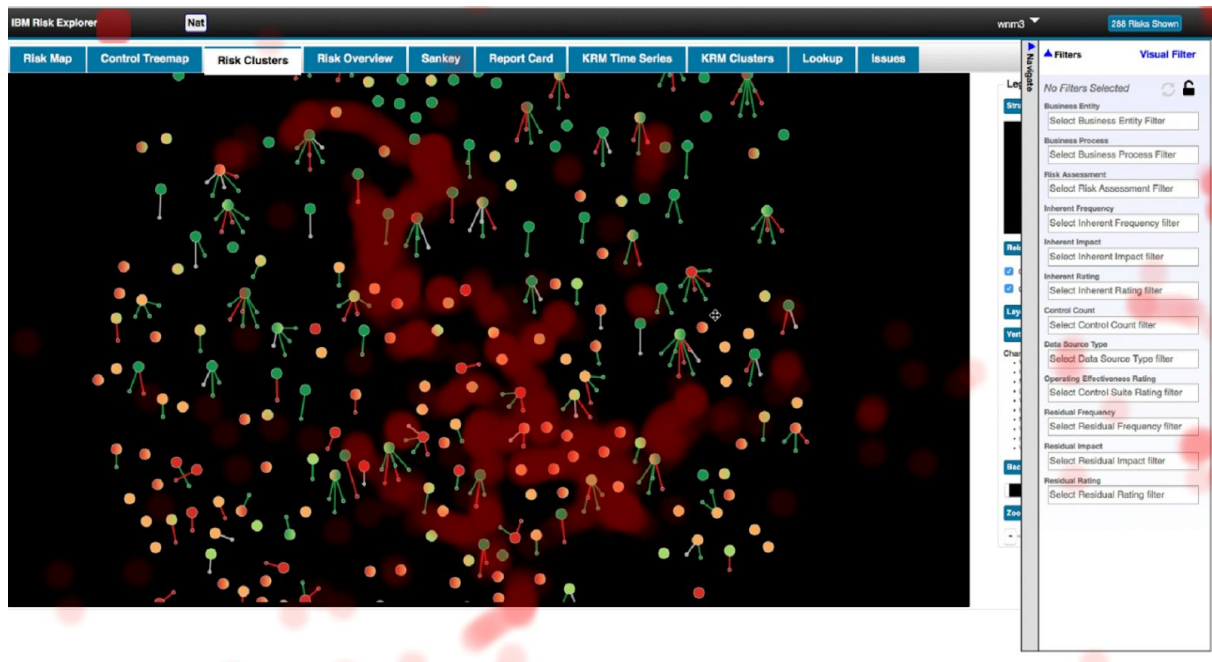 IBM Risk Explorer
Nat
wnm3
288 Risks Shown
Risk Map
Control Treemap
Risk Clusters
Risk Overview
Sankey
Report Card
KRM Time Series
KRM Clusters
Lookup
Issues
Navigate
Filters
Visual Filter
No Filters Selected
Business Entity
Select Business Entity Filter
Business Process
Select Business Process Filter
Risk Assessment
Select Risk Assessment Filter
Inherent Frequency
Select Inherent Frequency filter
Inherent Impact
Select Inherent Impact filter
Inherent Rating
Select Inherent Rating filter
Control Count
Select Control Count filter
Data Source Type
Select Data Source Type filter
Operating Effectiveness Rating
Select Control Suite Rating filter
Residual Frequency
Select Residual Frequency filter
Residual Impact
Select Residual Impact filter
Residual Rating
Select Residual Rating filter